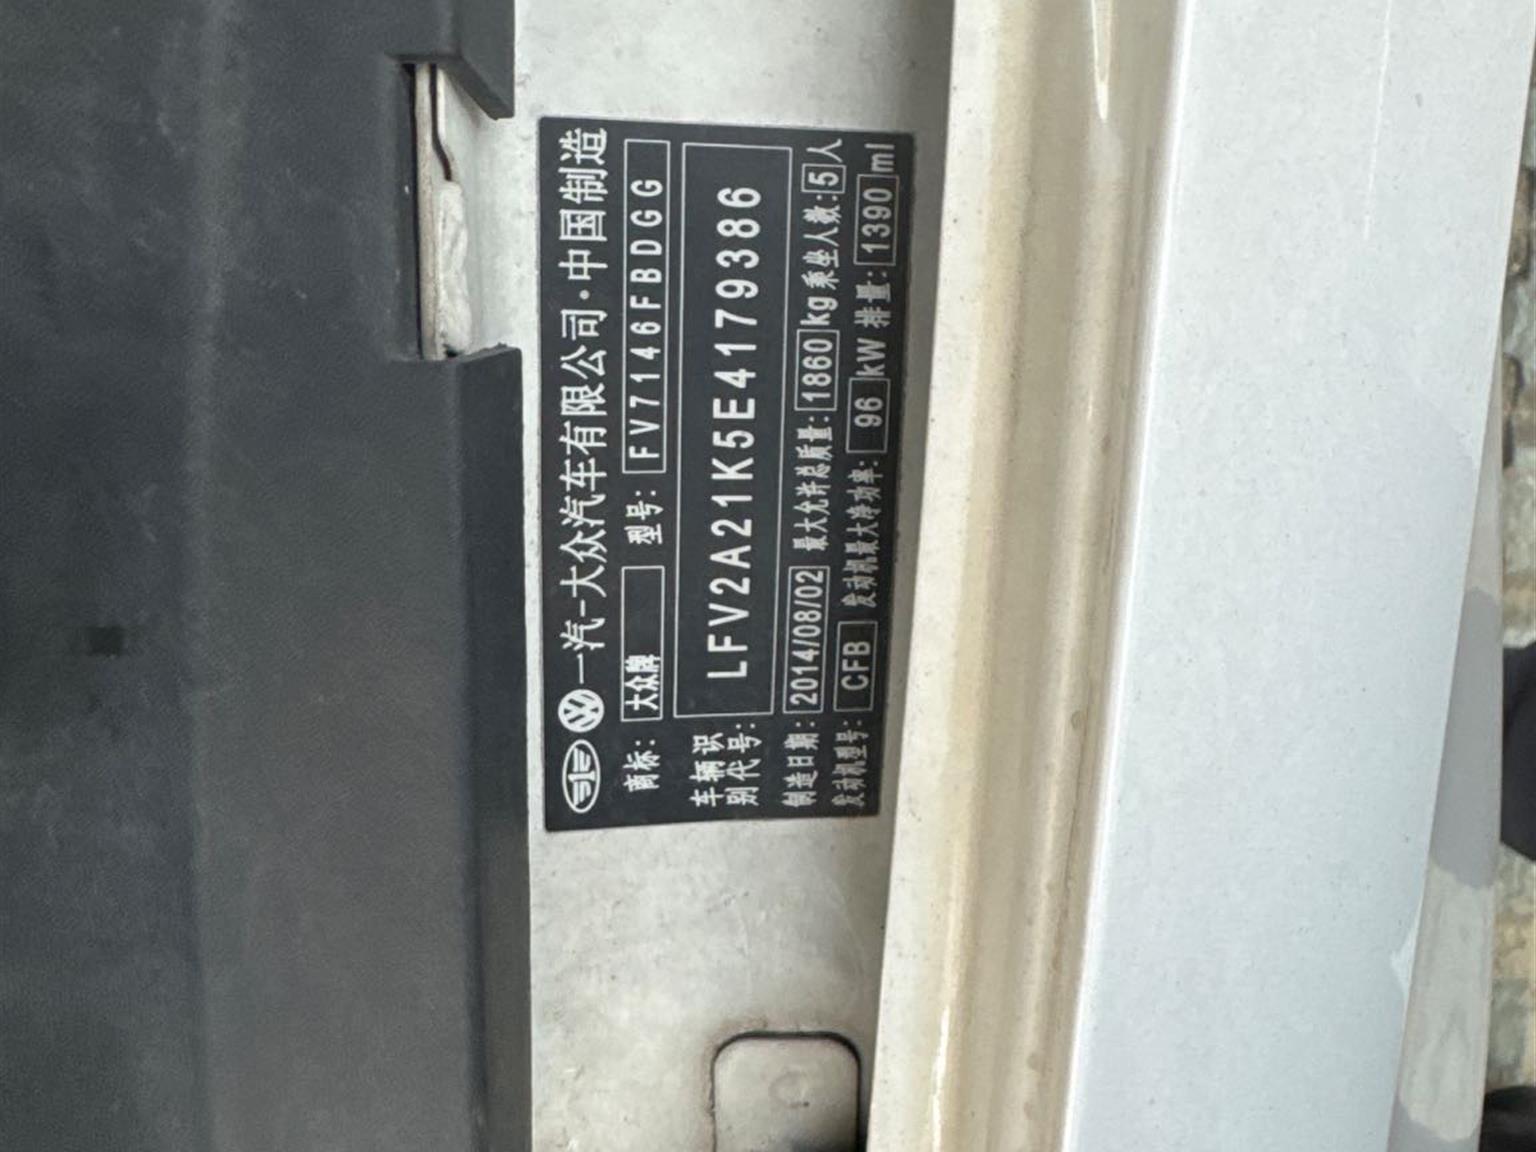 一汽-大众汽车有限公司·中国制造
商标: 大众牌 型号: FV7146FBDGG
车辆识别代号: LFV2A21K5E4179386
制造日期: 2014/08/02 最大允许总质量: 1860 kg 乘坐人数: 5 人
发动机型号: CFB 发动机最大净功率: 96 kW 排量: 1390 ml